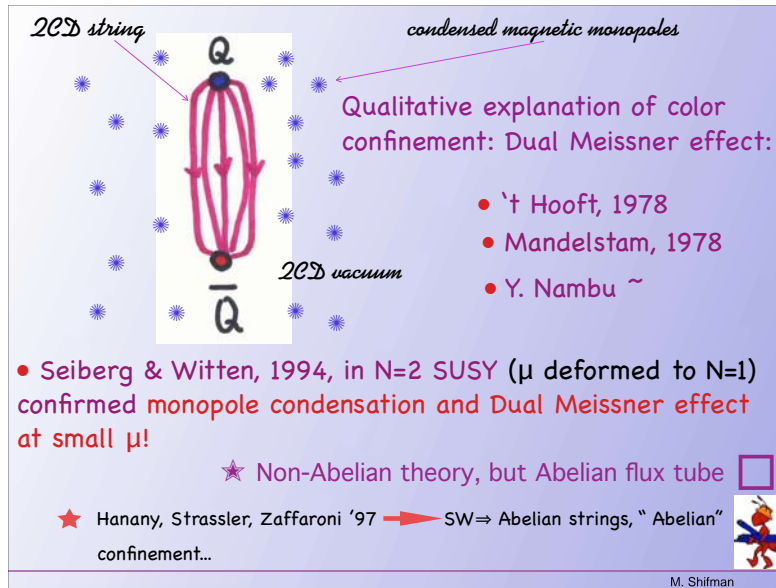 QCD string
condensed magnetic monopoles
Q
Qualitative explanation of color
confinement: Dual Meissner effect:
• ‘t Hooft, 1978
• Mandelstam, 1978
• Y. Nambu ~
QCD vacuum
Q̅
• Seiberg & Witten, 1994, in N=2 SUSY (μ deformed to N=1)
confirmed monopole condensation and Dual Meissner effect
at small μ!
Non-Abelian theory, but Abelian flux tube
Hanany, Strassler, Zaffaroni ’97 SW⇒ Abelian strings, “ Abelian”
confinement…
M. Shifman